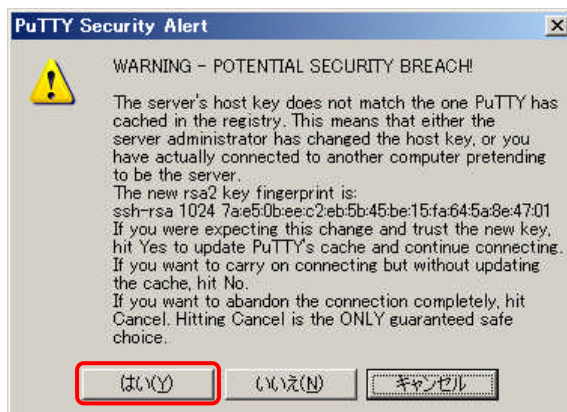 PuTTY Security Alert
WARNING - POTENTIAL SECURITY BREACH!
The server's host key does not match the one PuTTY has
cached in the registry. This means that either the
server administrator has changed the host key, or you
have actually connected to another computer pretending
to be the server.
The new rsa2 key fingerprint is:
ssh-rsa 1024 7a:e5:0b:ee:c2:eb:5b:45:be:15:fa:64:5a:8e:47:01
If you were expecting this change and trust the new key,
hit Yes to update PuTTY's cache and continue connecting.
If you want to carry on connecting but without updating
the cache, hit No.
If you want to abandon the connection completely, hit
Cancel. Hitting Cancel is the ONLY guaranteed safe
choice.
はい(Y) いいえ(N) キャンセル